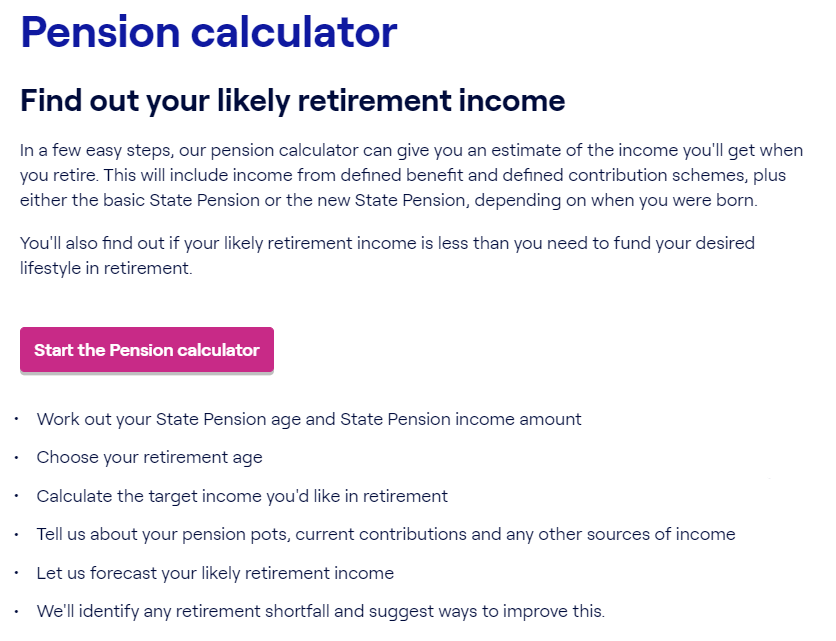 Pension calculator
Find out your likely retirement income
In a few easy steps, our pension calculator can give you an estimate of the income you'll get when
you retire. This will include income from defined benefit and defined contribution schemes, plus
either the basic State Pension or the new State Pension, depending on when you were born.
You'll also find out if your likely retirement income is less than you need to fund your desired
lifestyle in retirement.
Start the Pension calculator
• Work out your State Pension age and State Pension income amount
• Choose your retirement age
• Calculate the target income you'd like in retirement
• Tell us about your pension pots, current contributions and any other sources of income
• Let us forecast your likely retirement income
• We'll identify any retirement shortfall and suggest ways to improve this.